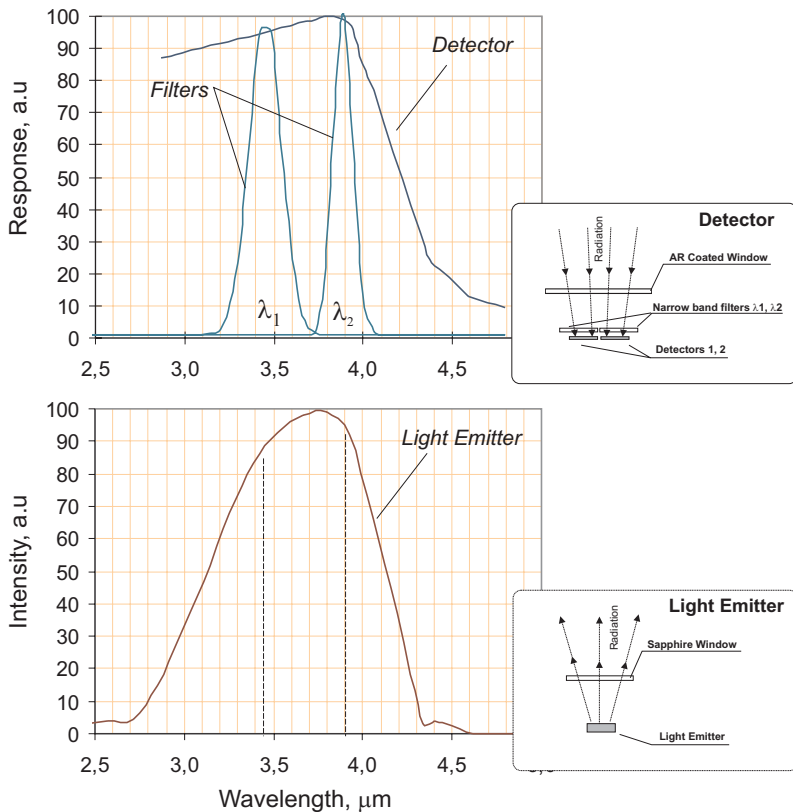 Response, a.u
100
90
80
70
60
50
40
30
20
10
0
Detector
Filters
λ1
λ2
2,5
3,0
3,5
4,0
4,5
Detector
Radiation
AR Coated Window
Narrow band filters λ1, λ2
Detectors 1, 2
Intensity, a.u
100
90
80
70
60
50
40
30
20
10
0
Light Emitter
2,5
3,0
3,5
4,0
4,5
Wavelength, μm
Light Emitter
Radiation
Sapphire Window
Light Emitter